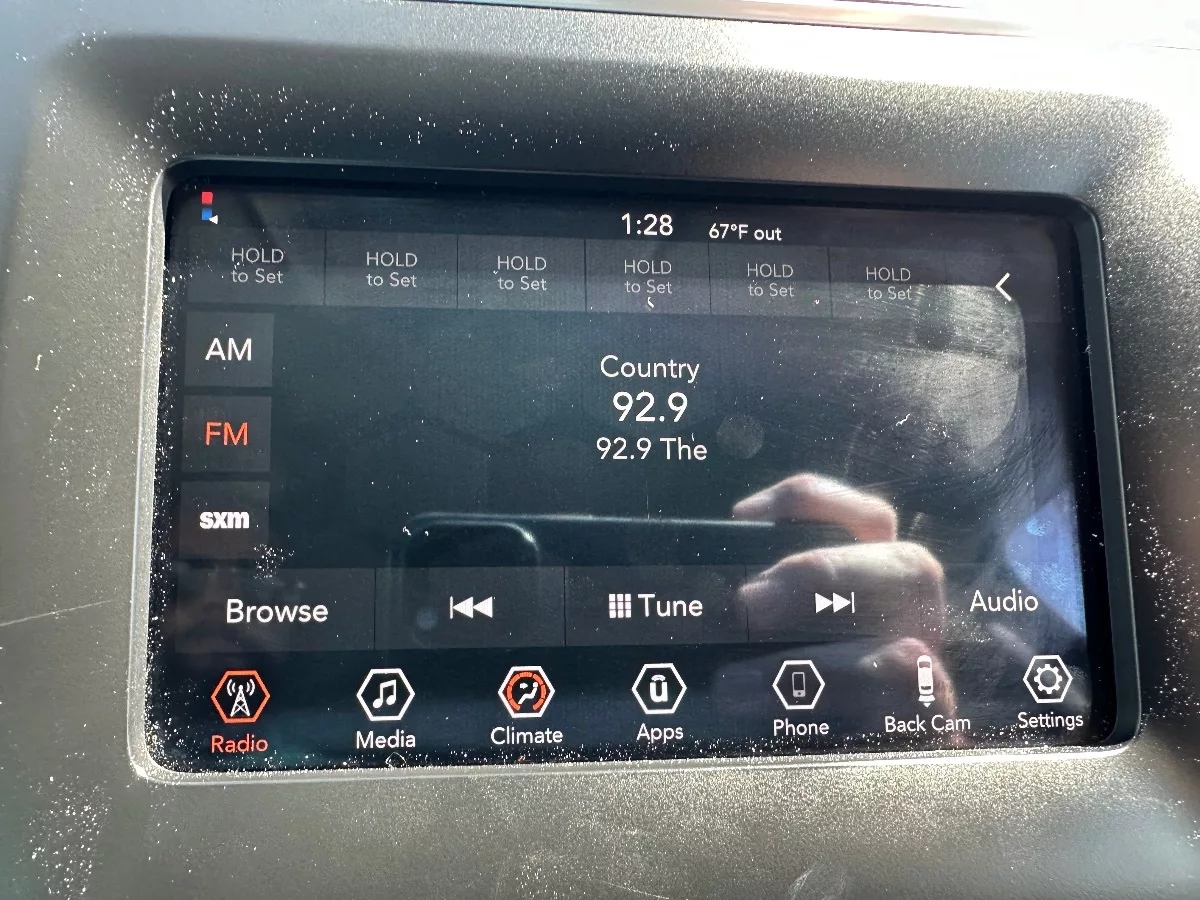 1:28 67°F out
HOLD to Set
HOLD to Set
HOLD to Set
HOLD to Set
HOLD to Set
HOLD to Set
AM
FM
sxm
Country
92.9
92.9 The
Browse
Tune
Audio
Radio
Media
Climate
Apps
Phone
Back Cam
Settings